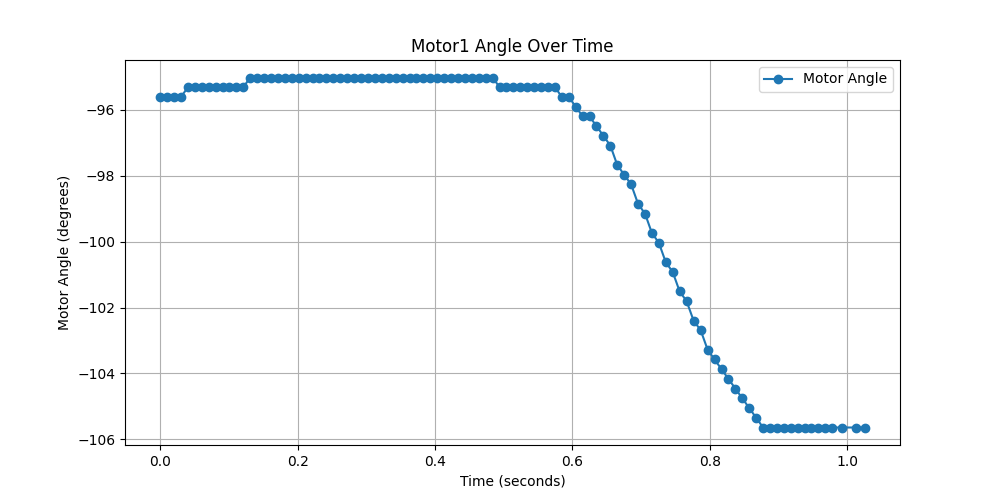 Motor1 Angle Over Time
Motor Angle
Motor Angle (degrees)
−96
−98
−100
−102
−104
−106
0.0 0.2 0.4 0.6 0.8 1.0
Time (seconds)